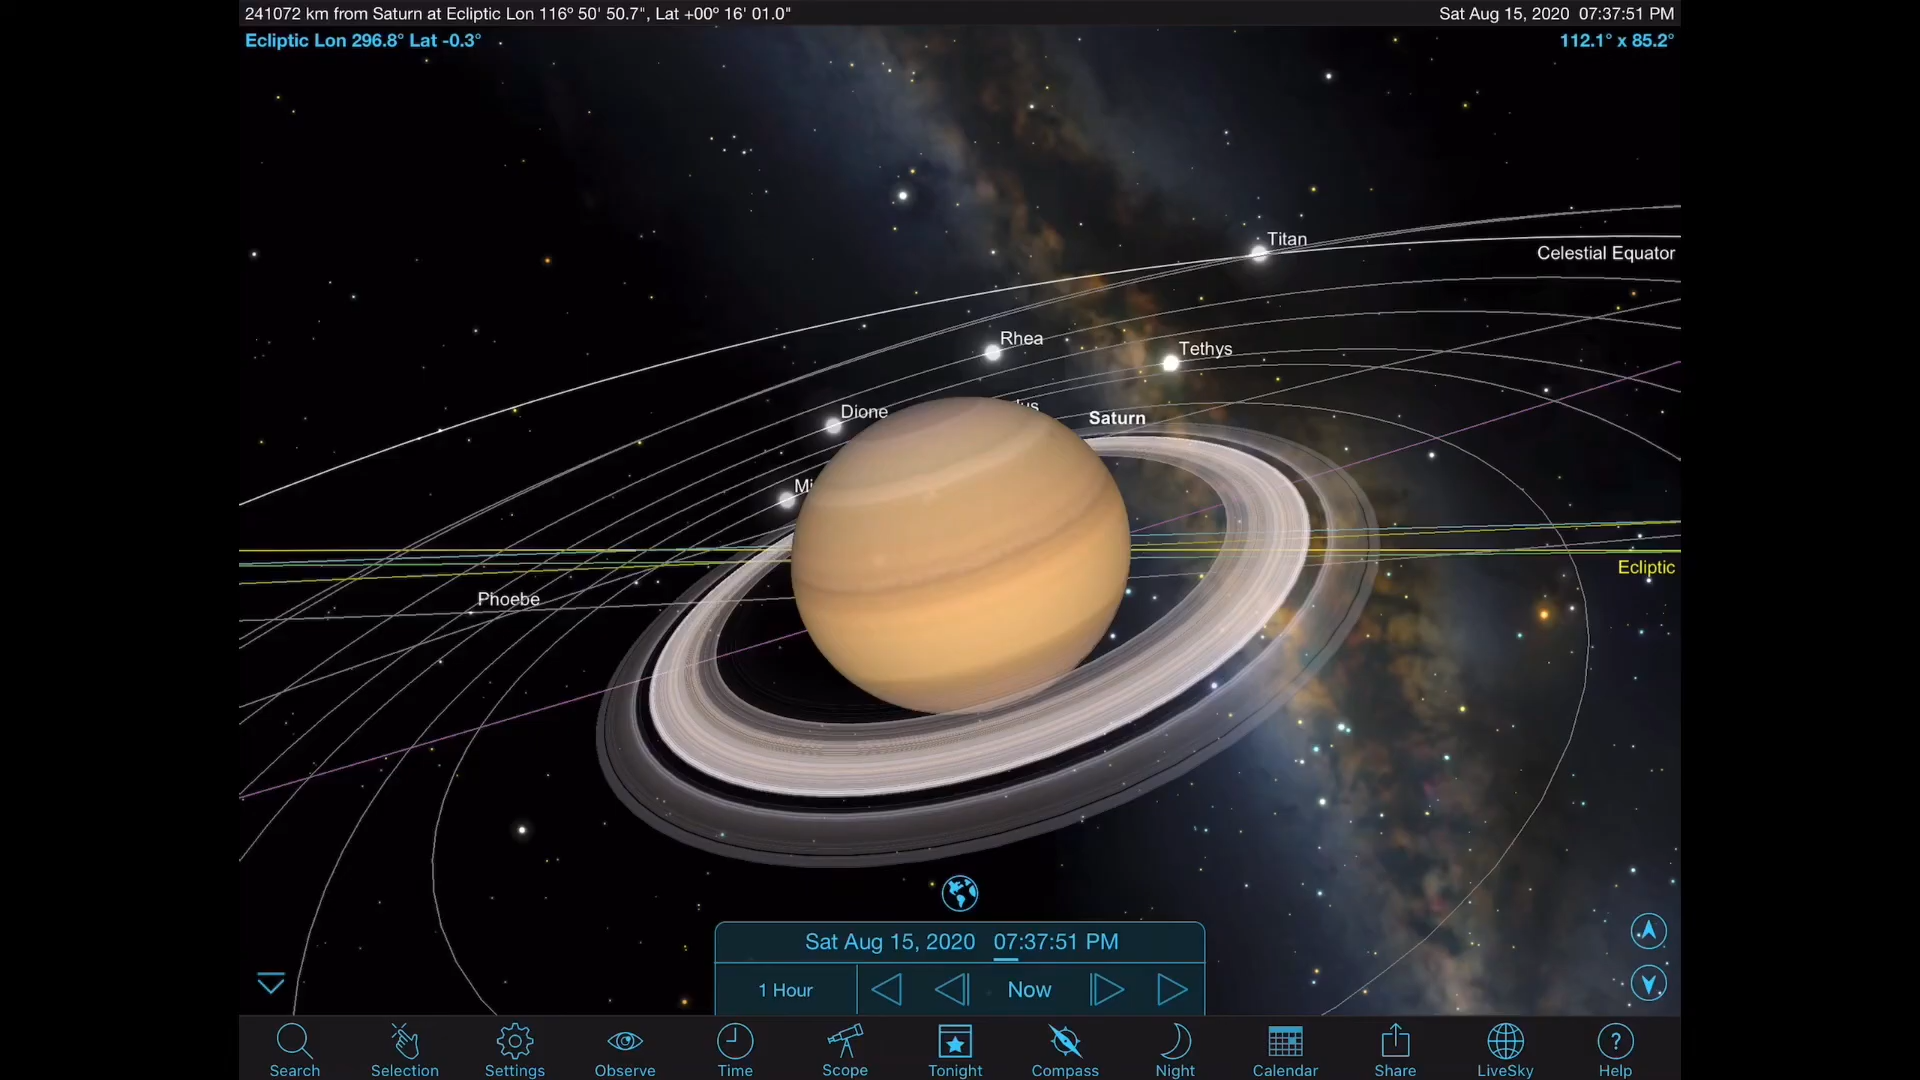 241072 km from Saturn at Ecliptic Lon 116° 50' 50.7", Lat +00° 16' 01.0"
Sat Aug 15, 2020 07:37:51 PM
Ecliptic Lon 296.8° Lat -0.3°
112.1° x 85.2°
Titan
Celestial Equator
Rhea
Tethys
Dione
Saturn
Ecliptic
Phoebe
Sat Aug 15, 2020 07:37:51 PM
1 Hour
Now
Search
Selection
Settings
Observe
Time
Scope
Tonight
Compass
Night
Calendar
Share
LiveSky
Help